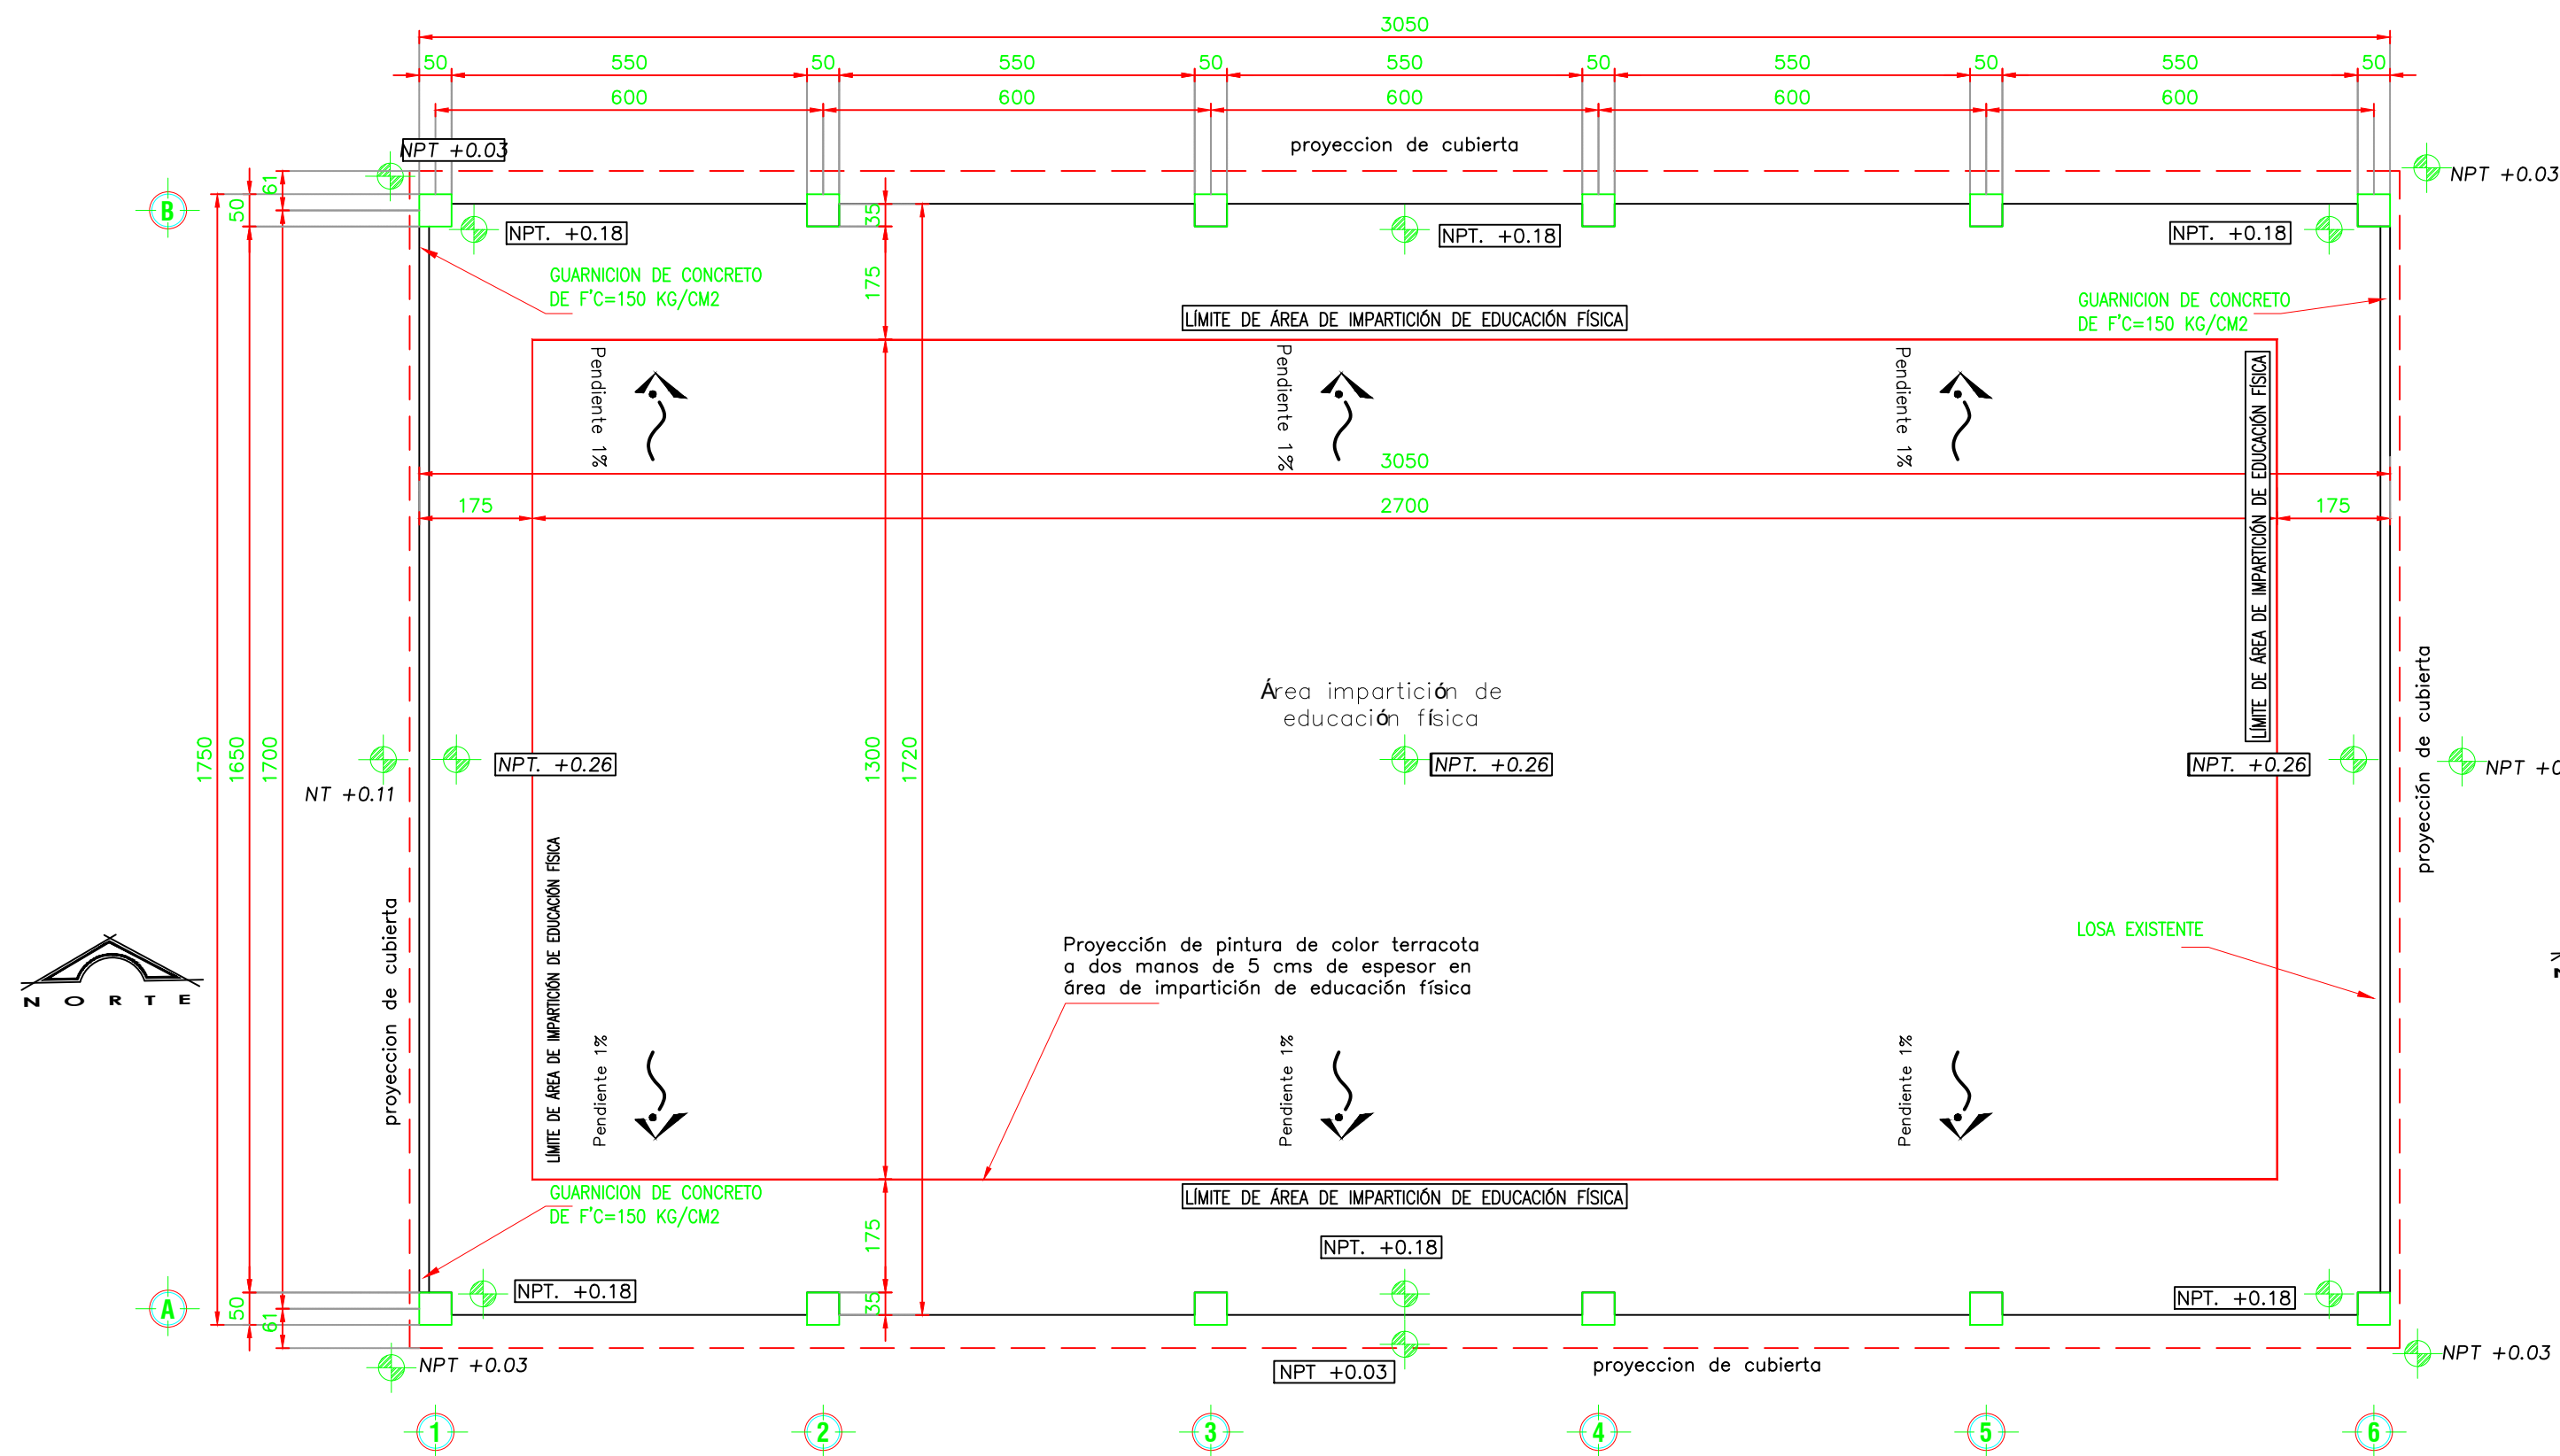 3050
50 550 50 550 50 550 50 550 50 550 50
600 600 600 600 600
proyeccion de cubierta
NPT +0.03
NPT +0.03
61
50
35
B
NPT. +0.18
NPT. +0.18
NPT. +0.18
GUARNICION DE CONCRETO
DE F'C=150 KG/CM2
175
GUARNICION DE CONCRETO
DE F'C=150 KG/CM2
LÍMITE DE ÁREA DE IMPARTICIÓN DE EDUCACIÓN FÍSICA
Pendiente 1%
Pendiente 1%
Pendiente 1%
LÍMITE DE ÁREA DE IMPARTICIÓN DE EDUCACIÓN FÍSICA
3050
175 2700 175
Área impartición de
educación física
proyección de cubierta
1750
1650
1700
1300
1720
NPT. +0.26
NPT. +0.26
NPT. +0.26
NPT +0
NT +0.11
LÍMITE DE ÁREA DE IMPARTICIÓN DE EDUCACIÓN FÍSICA
proyeccion de cubierta
NORTE
Proyección de pintura de color terracota
a dos manos de 5 cms de espesor en
área de impartición de educación física
LOSA EXISTENTE
Pendiente 1%
Pendiente 1%
Pendiente 1%
GUARNICION DE CONCRETO
DE F'C=150 KG/CM2
LÍMITE DE ÁREA DE IMPARTICIÓN DE EDUCACIÓN FÍSICA
175
NPT. +0.18
NPT. +0.18
NPT. +0.18
A
50
35
61
NPT +0.03
NPT +0.03
proyeccion de cubierta
NPT +0.03
1 2 3 4 5 6